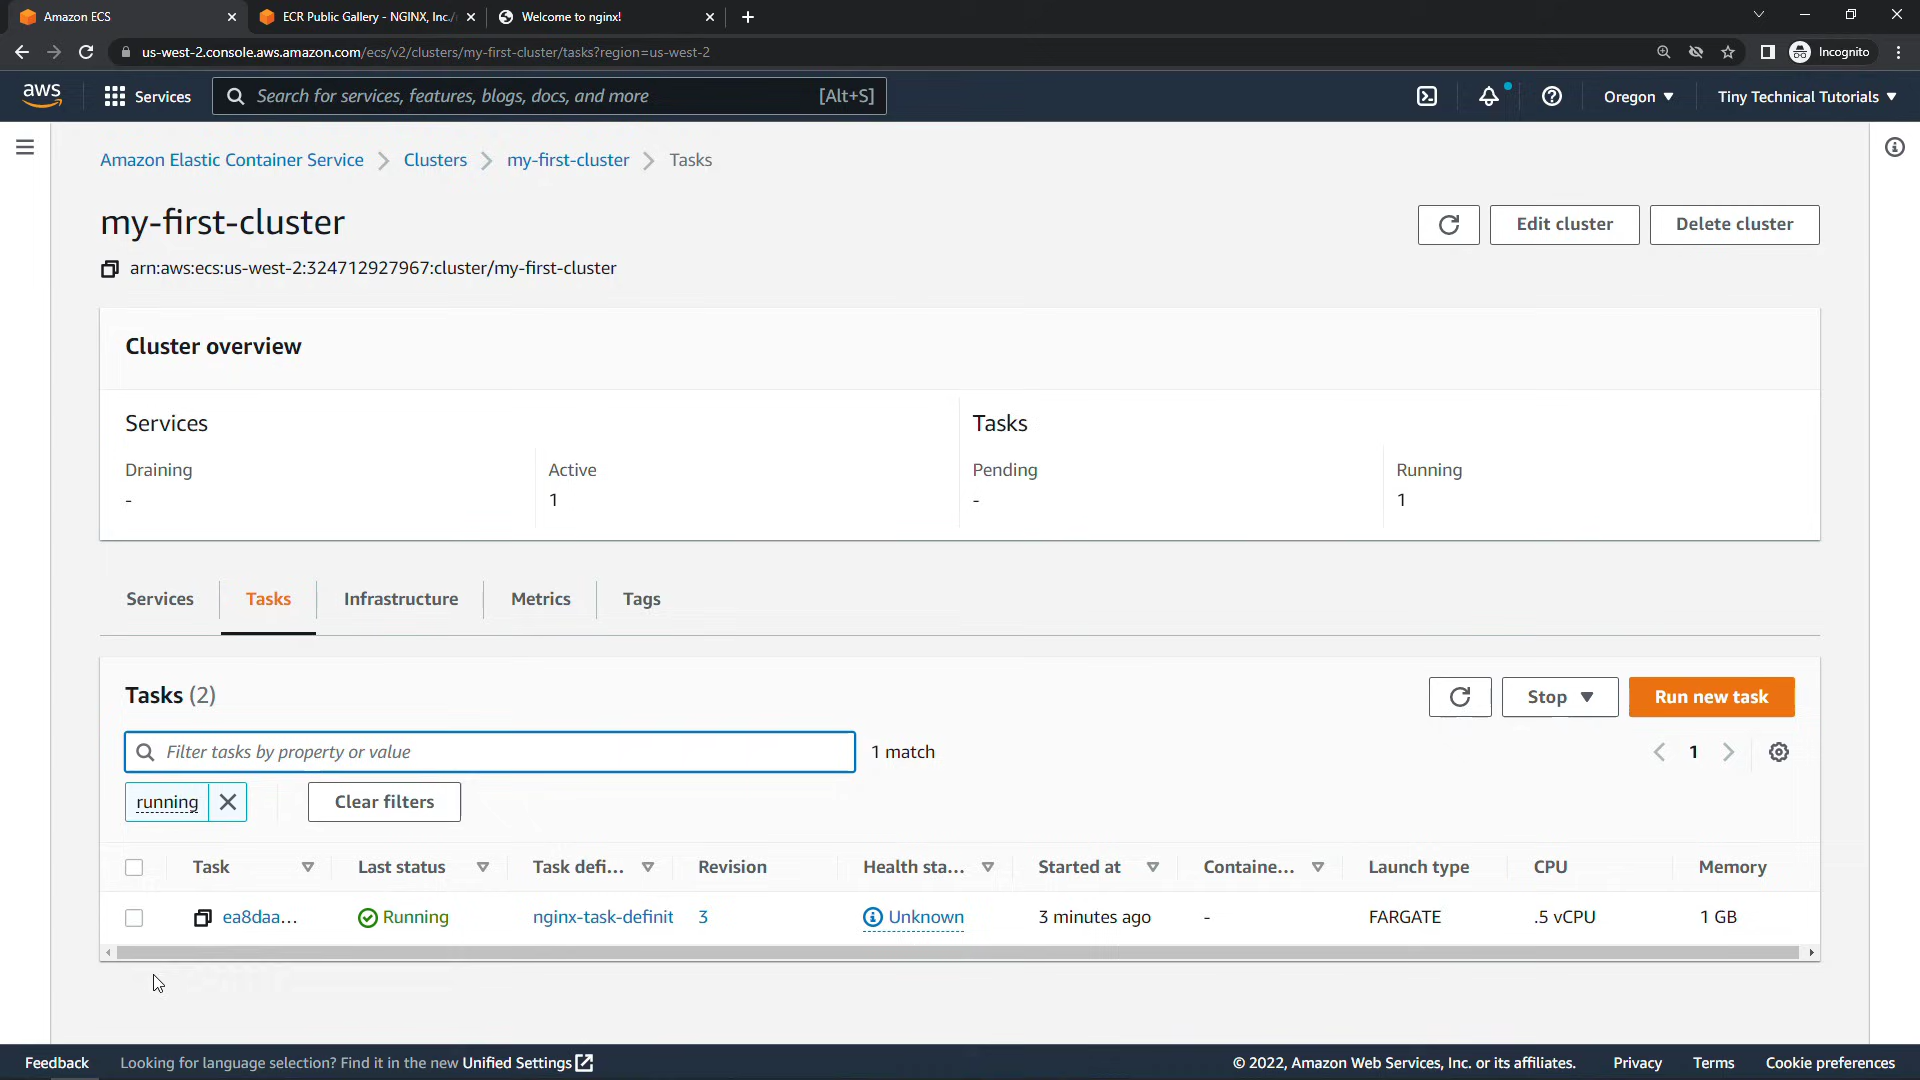 Amazon ECS
ECR Public Gallery - NGINX, Inc./
Welcome to nginx!
us-west-2.console.aws.amazon.com/ecs/v2/clusters/my-first-cluster/tasks?region=us-west-2
Incognito
aws
Services
Search for services, features, blogs, docs, and more
[Alt+S]
Oregon
Tiny Technical Tutorials
Amazon Elastic Container Service
Clusters
my-first-cluster
Tasks
my-first-cluster
Edit cluster
Delete cluster
arn:aws:ecs:us-west-2:324712927967:cluster/my-first-cluster
Cluster overview
Services
Tasks
Draining
Active
Pending
Running
-
1
-
1
Services
Tasks
Infrastructure
Metrics
Tags
Tasks (2)
Stop
Run new task
Filter tasks by property or value
1 match
1
running
Clear filters
Task
Last status
Task defi...
Revision
Health sta...
Started at
Containe...
Launch type
CPU
Memory
ea8daa...
Running
nginx-task-definit
3
Unknown
3 minutes ago
-
FARGATE
.5 vCPU
1 GB
Feedback
Looking for language selection? Find it in the new Unified Settings
© 2022, Amazon Web Services, Inc. or its affiliates.
Privacy
Terms
Cookie preferences